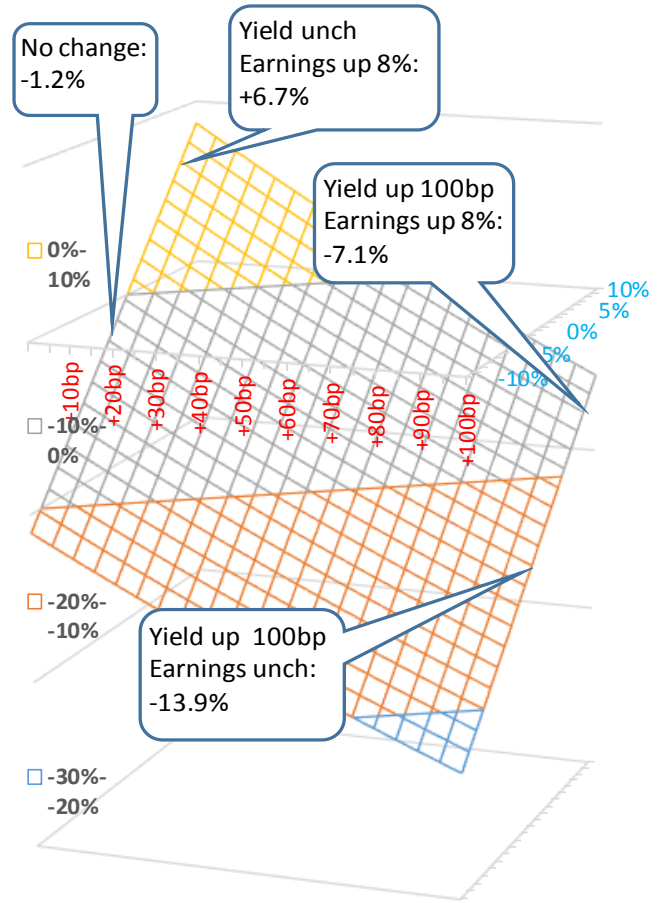 No change:
-1.2%
Yield unch
Earnings up 8%:
+6.7%
Yield up 100bp
Earnings up 8%:
-7.1%
0%-
10%
10%
5%
0%
5%
-10%
+10bp
+20bp
+30bp
+40bp
+50bp
+60bp
+70bp
+80bp
+90bp
+100bp
-10%-
0%
-20%-
-10%
Yield up 100bp
Earnings unch:
-13.9%
-30%-
-20%